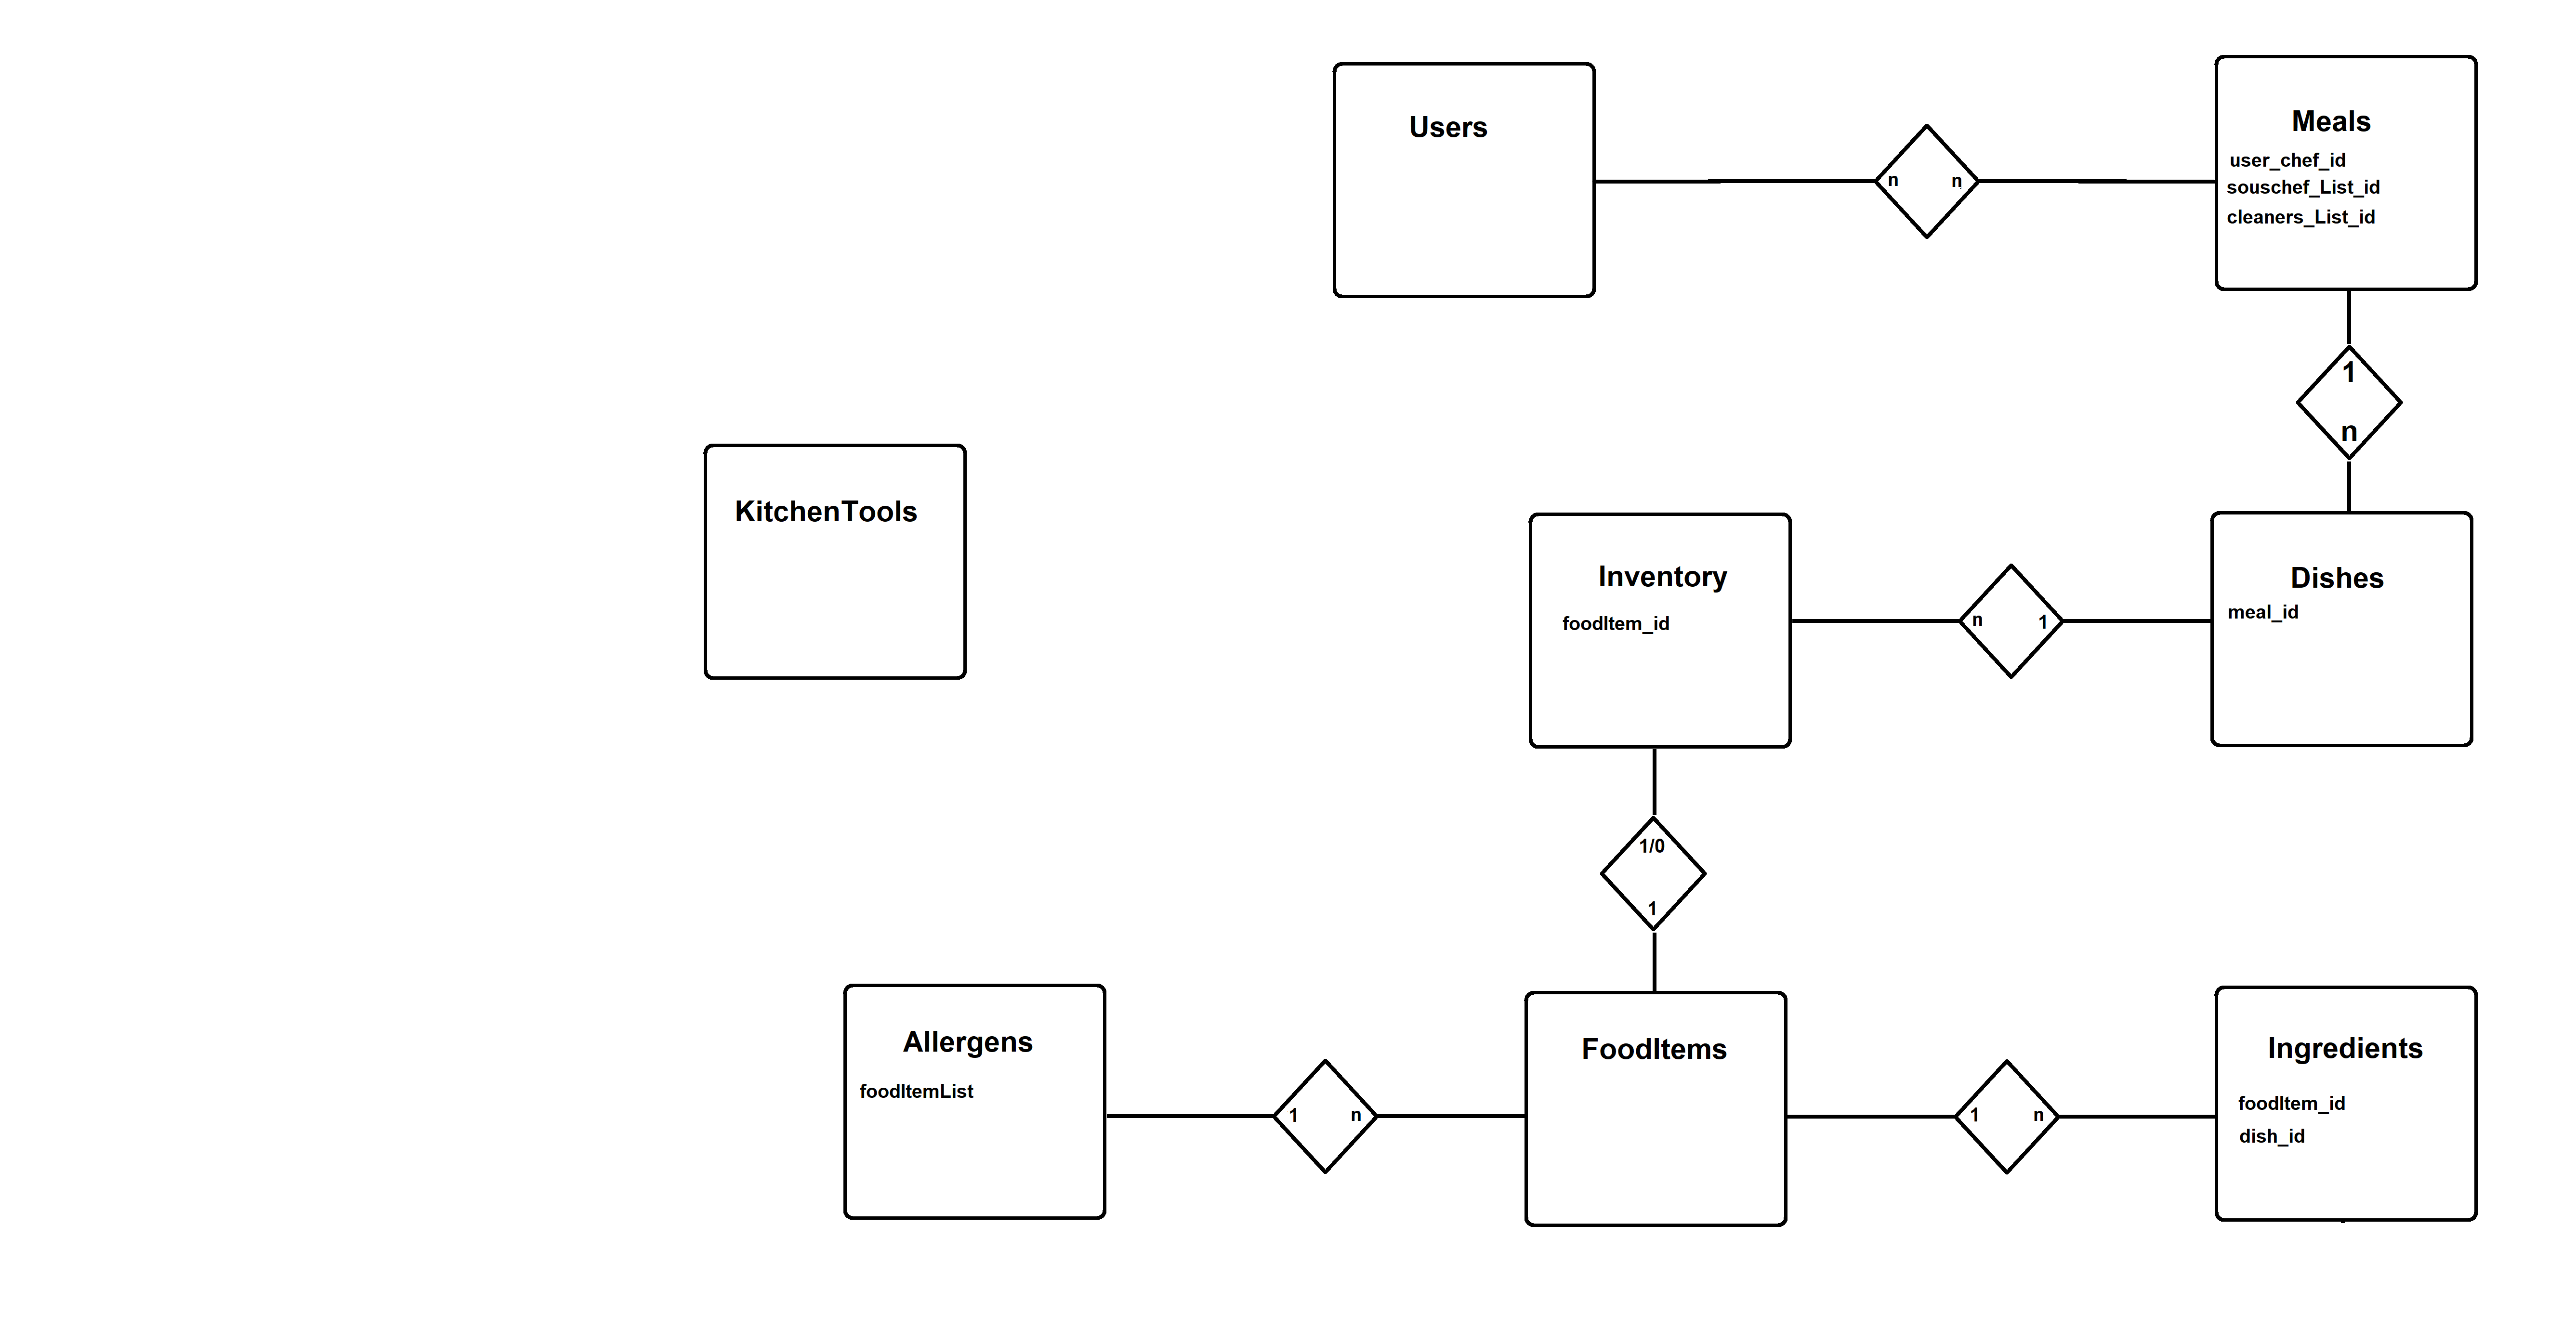 Users
Meals
user_chef_id
souschef_List_id
cleaners_List_id
n
n
1
n
KitchenTools
Inventory
foodItem_id
n
1
Dishes
meal_id
1/0
1
Allergens
foodItemList
1
n
FoodItems
1
n
Ingredients
foodItem_id
dish_id